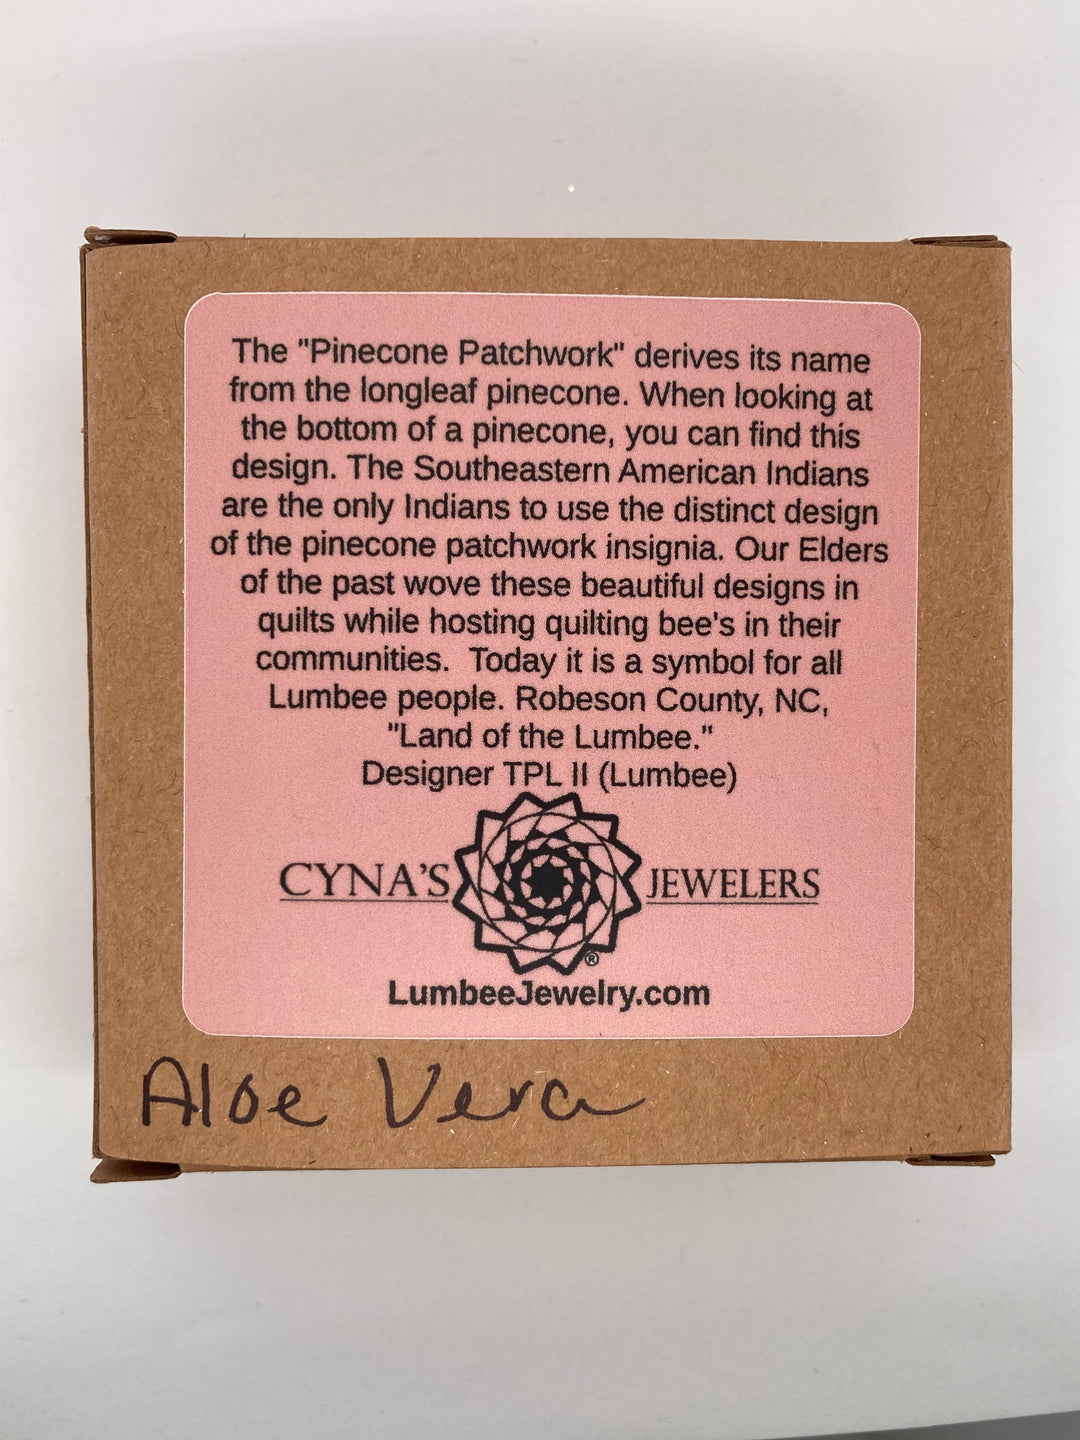 The "Pinecone Patchwork" derives its name
from the longleaf pinecone. When looking at
the bottom of a pinecone, you can find this
design. The Southeastern American Indians
are the only Indians to use the distinct design
of the pinecone patchwork insignia. Our Elders
of the past wove these beautiful designs in
quilts while hosting quilting bee's in their
communities.  Today it is a symbol for all
Lumbee people. Robeson County, NC,
"Land of the Lumbee."
Designer TPL II (Lumbee)
CYNA'S JEWELERS
®
LumbeeJewelry.com
Aloe Vera